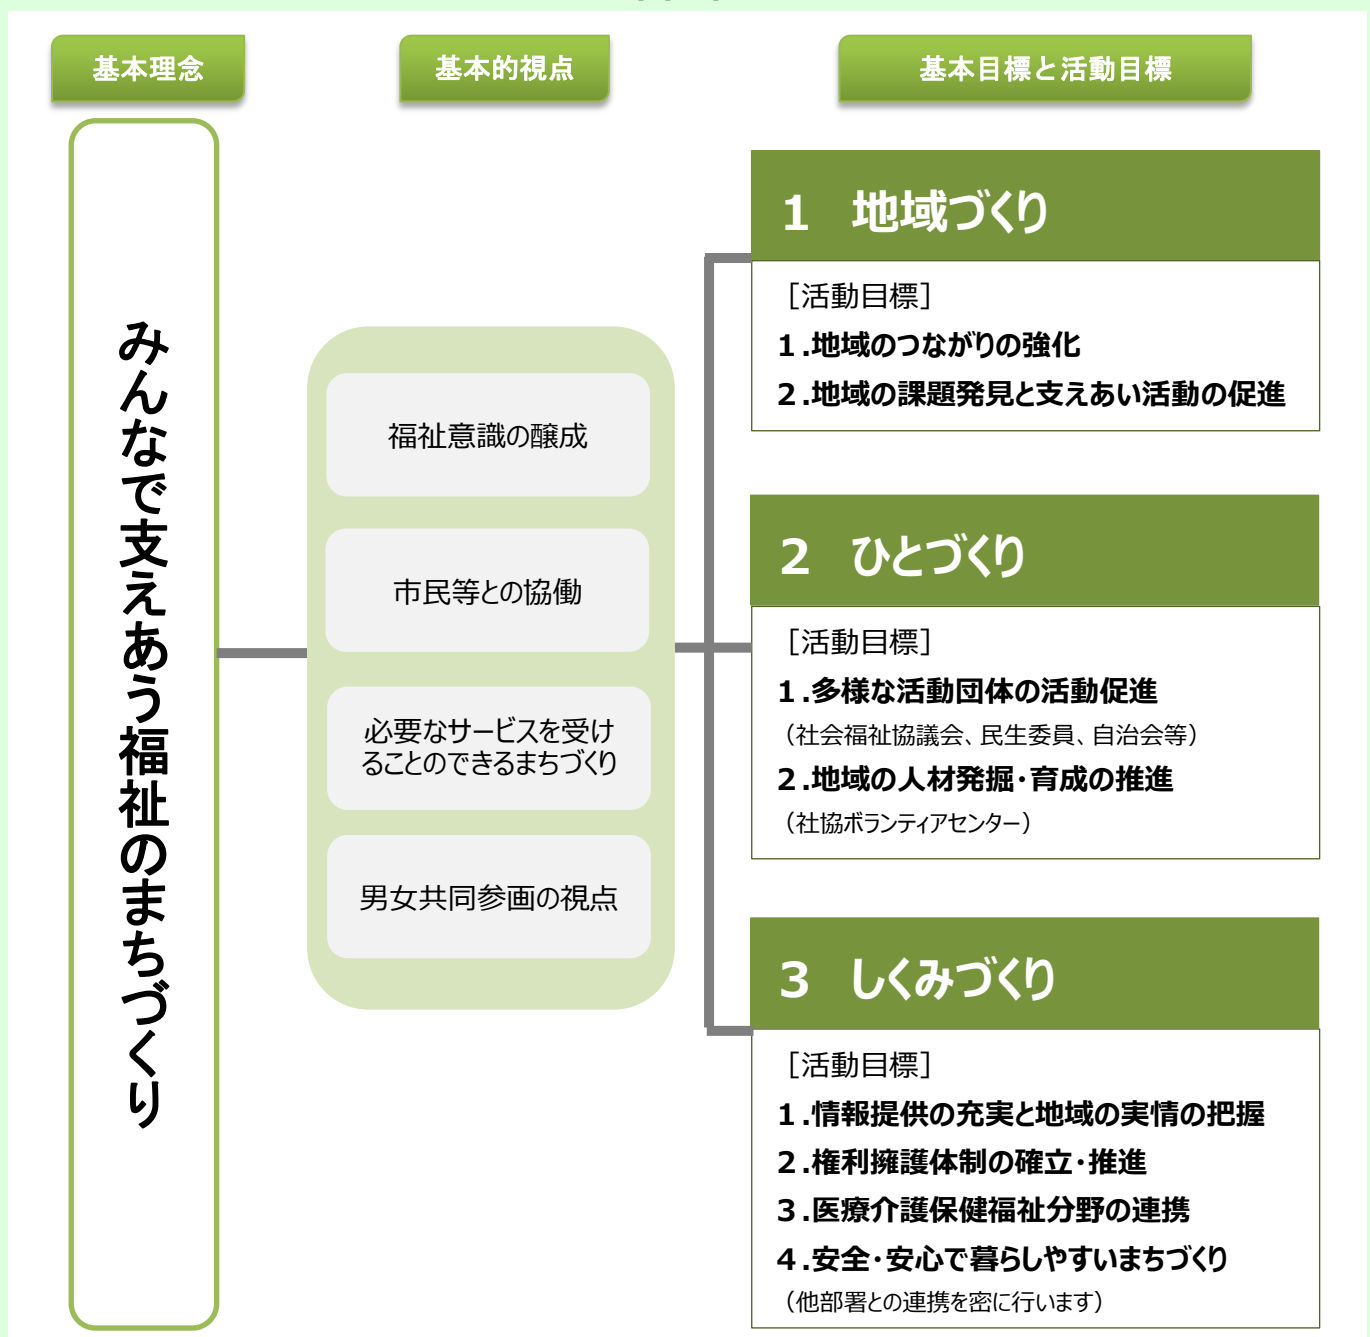 基本理念
基本的視点
基本目標と活動目標
みんなで支えあう福祉のまちづくり
福祉意識の醸成
市民等との協働
必要なサービスを受け
ることのできるまちづくり
男女共同参画の視点
1 地域づくり
［活動目標］
1.地域のつながりの強化
2.地域の課題発見と支えあい活動の促進
2 ひとづくり
［活動目標］
1.多様な活動団体の活動促進
（社会福祉協議会、民生委員、自治会等）
2.地域の人材発掘・育成の推進
（社協ボランティアセンター）
3 しくみづくり
［活動目標］
1.情報提供の充実と地域の実情の把握
2.権利擁護体制の確立・推進
3.医療介護保健福祉分野の連携
4.安全・安心で暮らしやすいまちづくり
（他部署との連携を密に行います）